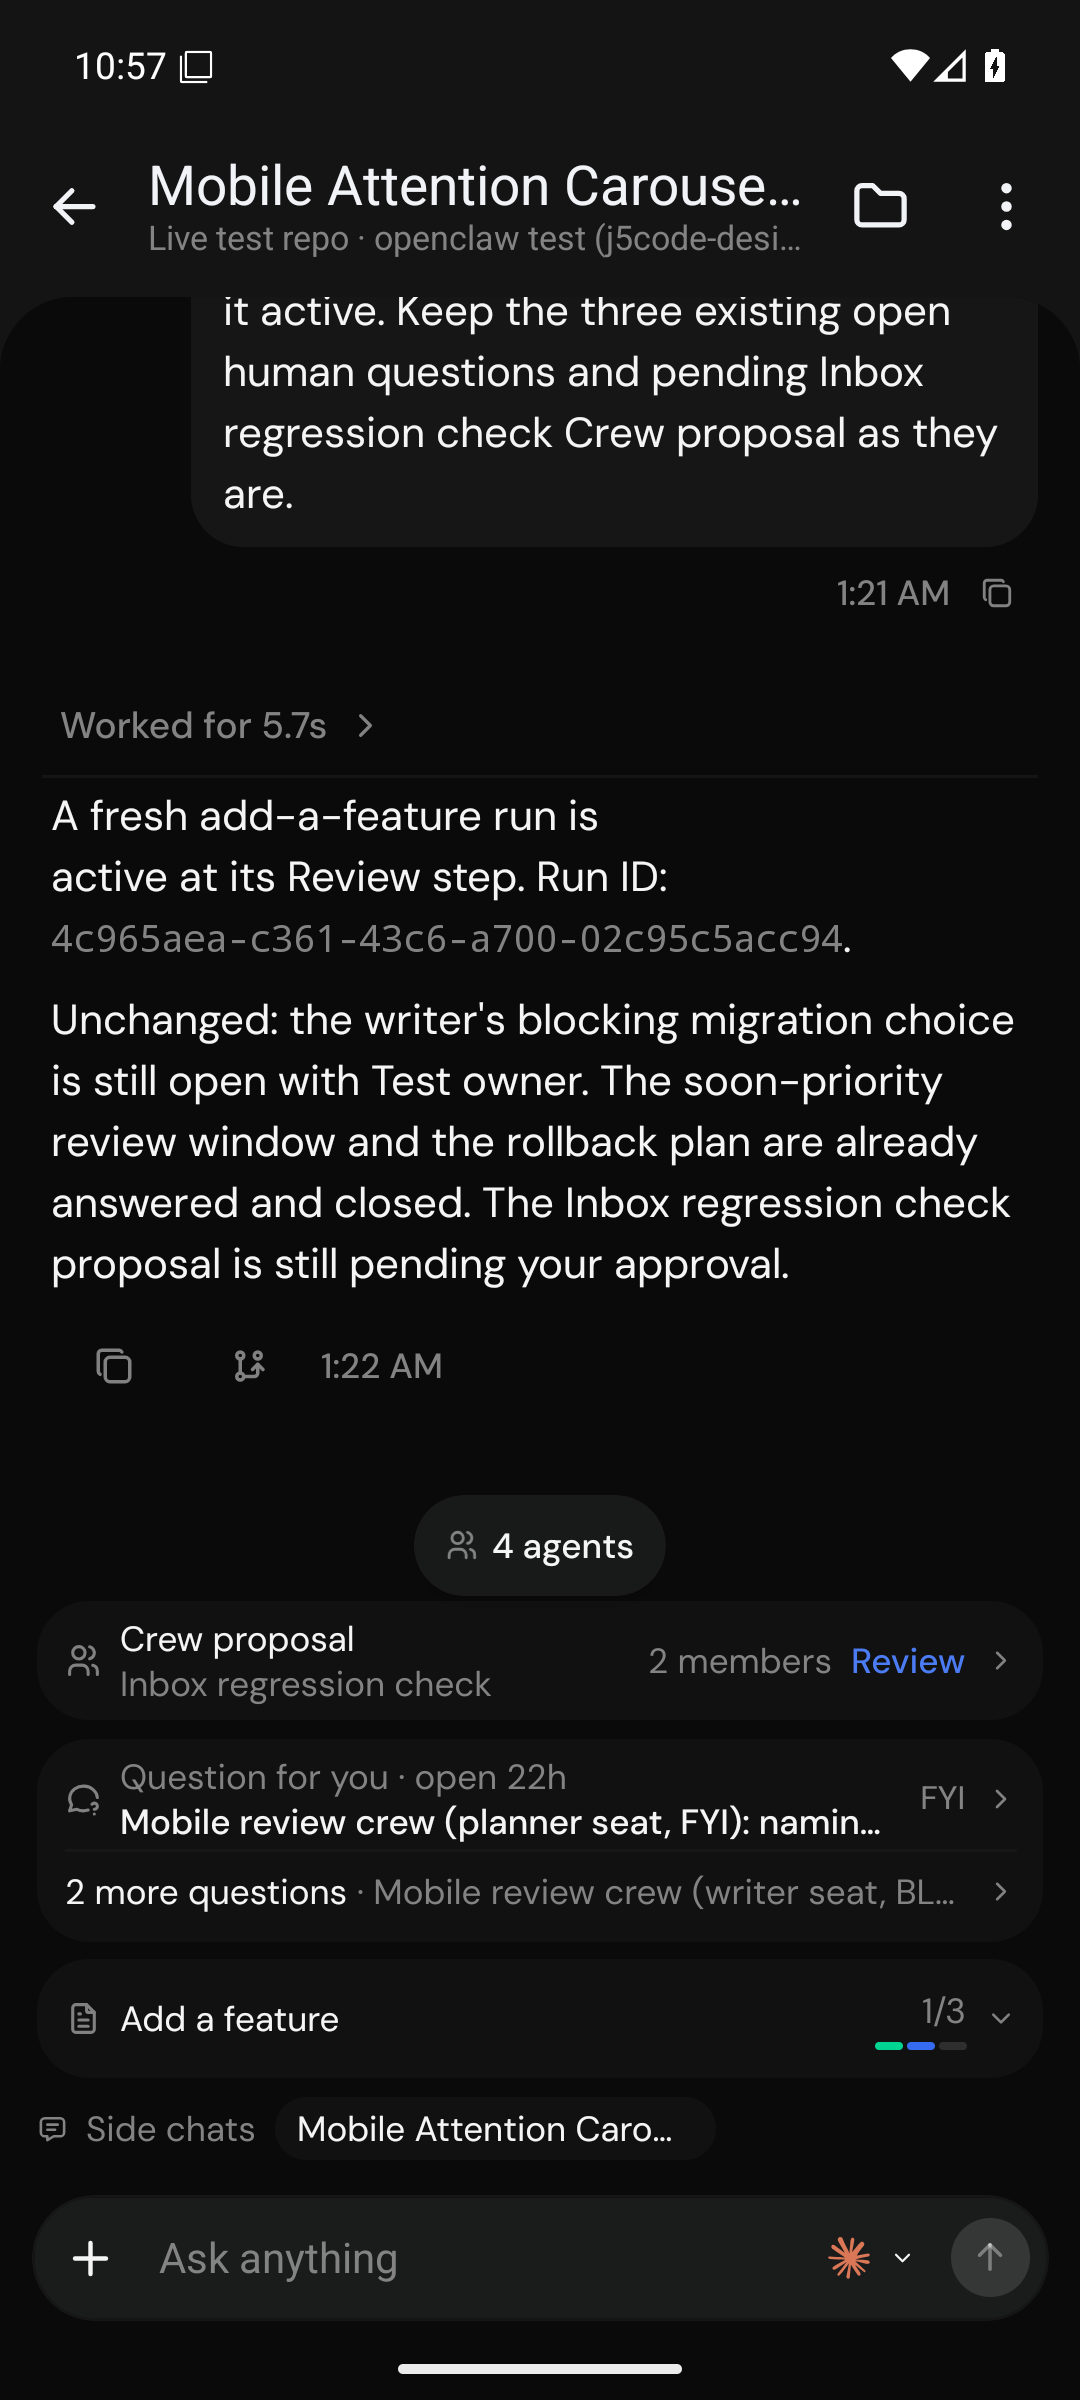 10:57
Mobile Attention Carouse...
Live test repo · openclaw test (j5code-desi...
it active. Keep the three existing open
human questions and pending Inbox
regression check Crew proposal as they
are.
1:21 AM
Worked for 5.7s
A fresh add-a-feature run is
active at its Review step. Run ID:
4c965aea-c361-43c6-a700-02c95c5acc94.
Unchanged: the writer's blocking migration choice
is still open with Test owner. The soon-priority
review window and the rollback plan are already
answered and closed. The Inbox regression check
proposal is still pending your approval.
1:22 AM
4 agents
Crew proposal
Inbox regression check
2 members Review
Question for you · open 22h
Mobile review crew (planner seat, FYI): namin...
FYI
2 more questions · Mobile review crew (writer seat, BL...
Add a feature
1/3
Side chats
Mobile Attention Caro...
Ask anything